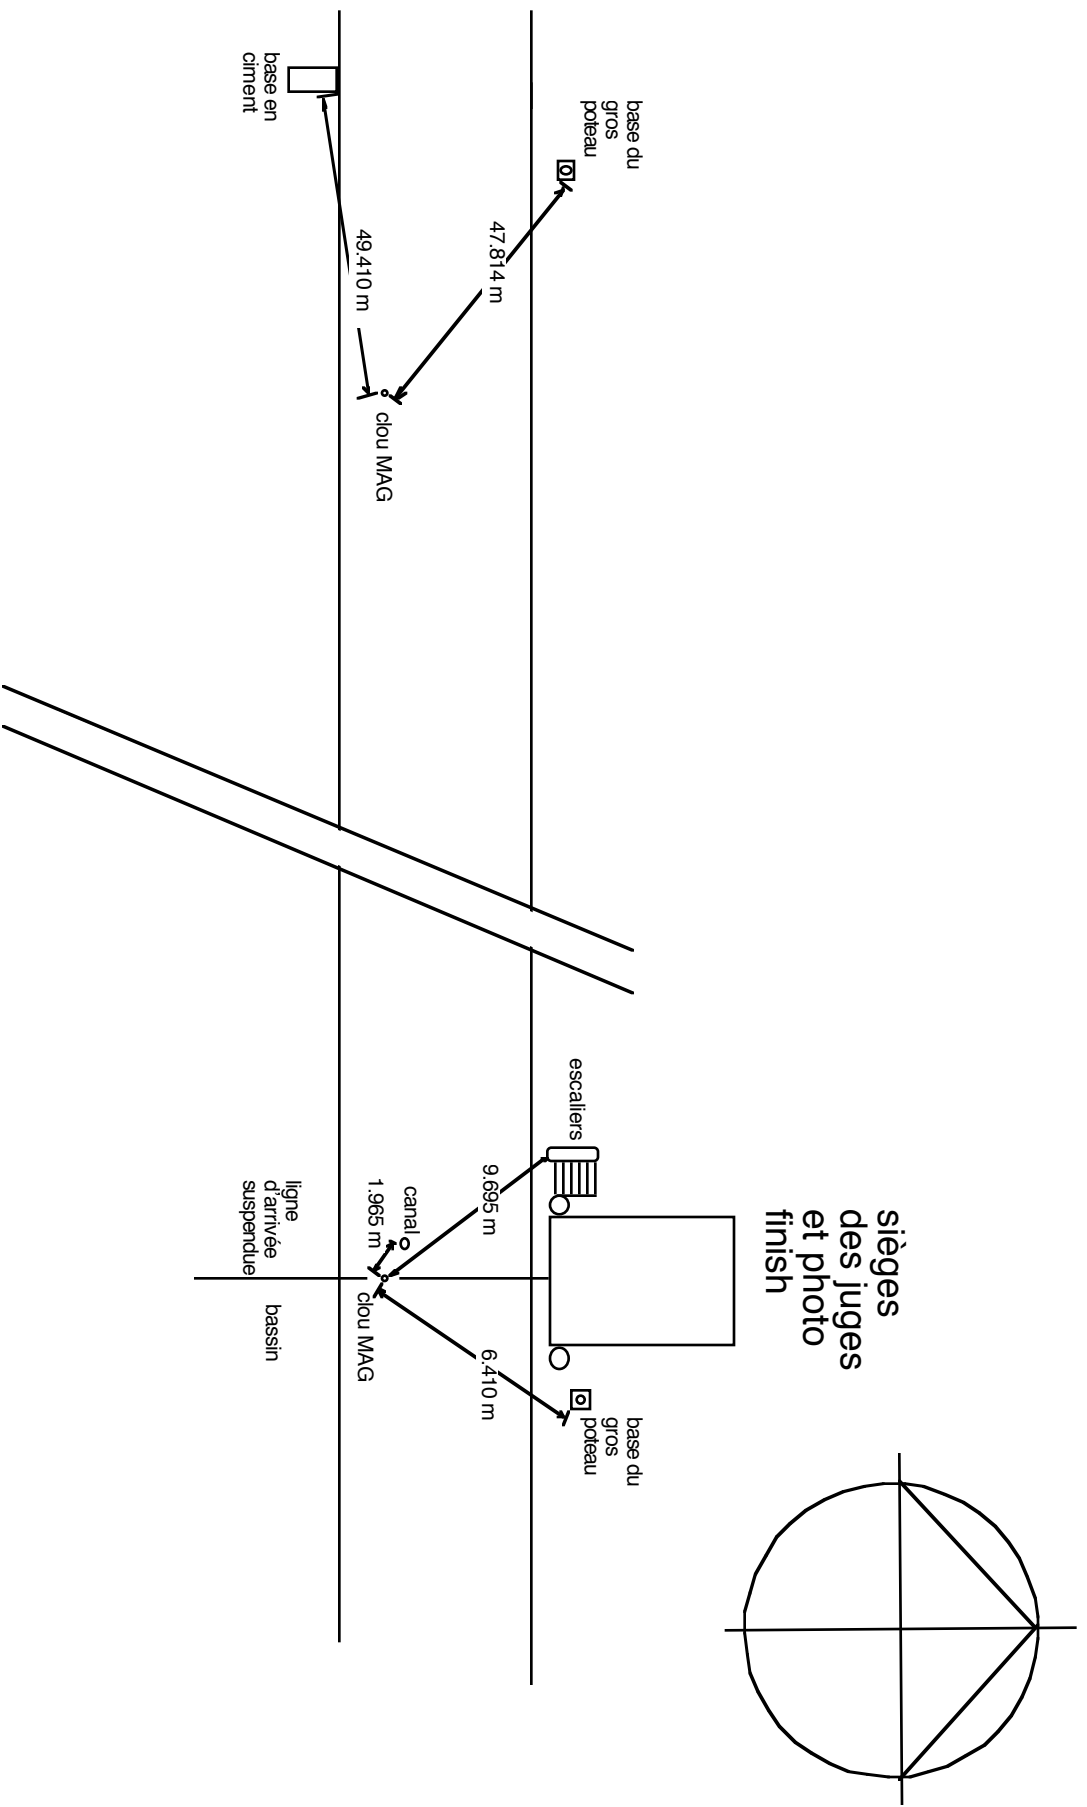 sièges
des juges
et photo
finish
base du
gros
poteau
47.814 m
49.410 m
clou MAG
base en
ciment
escaliers
9.695 m
canal
1.965 m
clou MAG
6.410 m
base du
gros
poteau
ligne
d'arrivée
suspendue
bassin